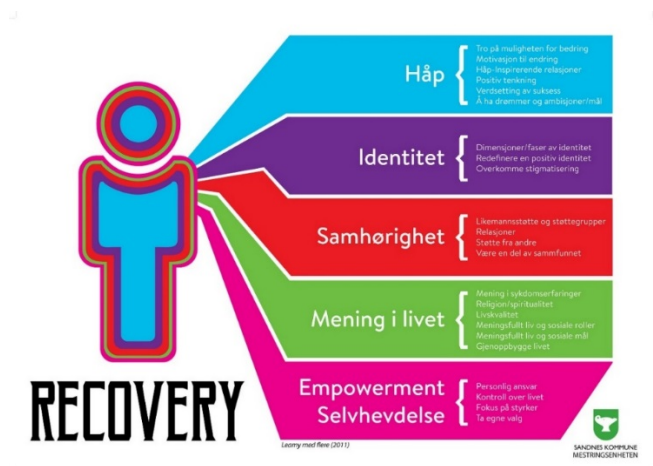 Håp
Tro på muligheten for bedring
Motivasjon til endring
Håp-inspirerende relasjoner
Positiv tenkning
Verdsetting av suksess
Å ha drømmer og ambisjoner/mål
Identitet
Dimensjoner/faser av identitet
Redefinere en positiv identitet
Overkomme stigmatisering
Samhørighet
Likemannsstøtte og støttegrupper
Relasjoner
Støtte fra andre
Være en del av sammfunnet
Mening i livet
Mening i sykdomserfaringer
Religion/spiritualitet
Livskvalitet
Meningsfullt liv og sosiale roller
Meningsfullt liv og sosiale mål
Gjenoppbygge livet
Empowerment
Selvhevdelse
Personlig ansvar
Kontroll over livet
Fokus på styrker
Ta egne valg
RECOVERY
Leamy med flere (2011)
SANDNES KOMMUNE
MESTRINGSENHETEN